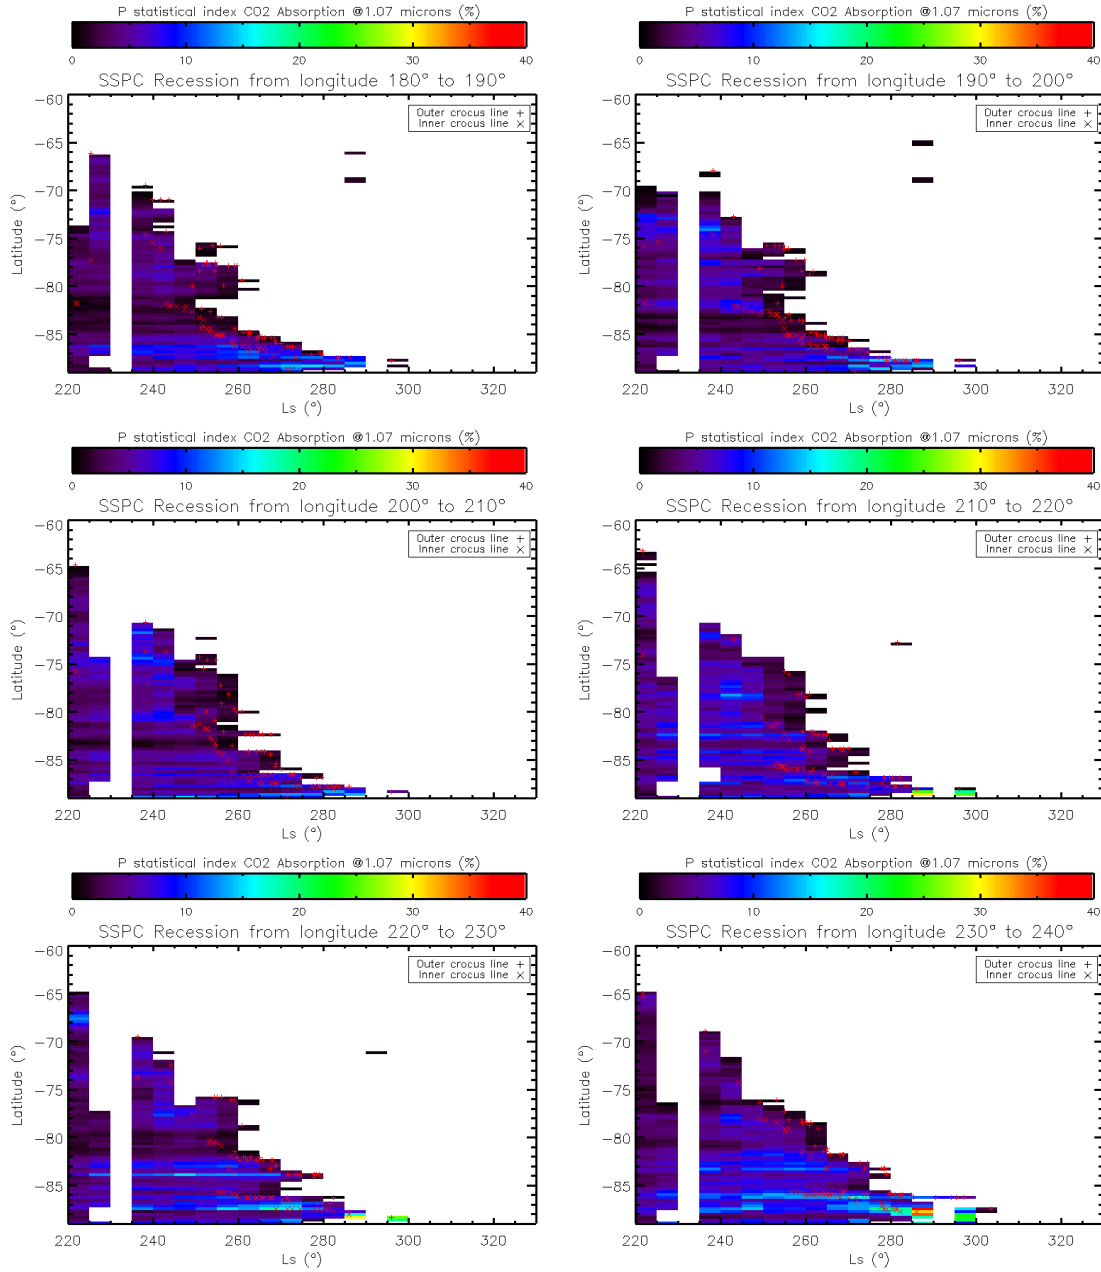 P statistical index CO2 Absorption @1.07 microns (%)
0 10 20 30 40
SSPC Recession from longitude 180° to 190°
Outer crocus line +
Inner crocus line ×
−60
−65
−70
−75
−80
−85
Latitude (°)
220 240 260 280 300 320
Ls (°)
P statistical index CO2 Absorption @1.07 microns (%)
0 10 20 30 40
SSPC Recession from longitude 190° to 200°
Outer crocus line +
Inner crocus line ×
−60
−65
−70
−75
−80
−85
Latitude (°)
220 240 260 280 300 320
Ls (°)
P statistical index CO2 Absorption @1.07 microns (%)
0 10 20 30 40
SSPC Recession from longitude 200° to 210°
Outer crocus line +
Inner crocus line ×
−60
−65
−70
−75
−80
−85
Latitude (°)
220 240 260 280 300 320
Ls (°)
P statistical index CO2 Absorption @1.07 microns (%)
0 10 20 30 40
SSPC Recession from longitude 210° to 220°
Outer crocus line +
Inner crocus line ×
−60
−65
−70
−75
−80
−85
Latitude (°)
220 240 260 280 300 320
Ls (°)
P statistical index CO2 Absorption @1.07 microns (%)
0 10 20 30 40
SSPC Recession from longitude 220° to 230°
Outer crocus line +
Inner crocus line ×
−60
−65
−70
−75
−80
−85
Latitude (°)
220 240 260 280 300 320
Ls (°)
P statistical index CO2 Absorption @1.07 microns (%)
0 10 20 30 40
SSPC Recession from longitude 230° to 240°
Outer crocus line +
Inner crocus line ×
−60
−65
−70
−75
−80
−85
Latitude (°)
220 240 260 280 300 320
Ls (°)